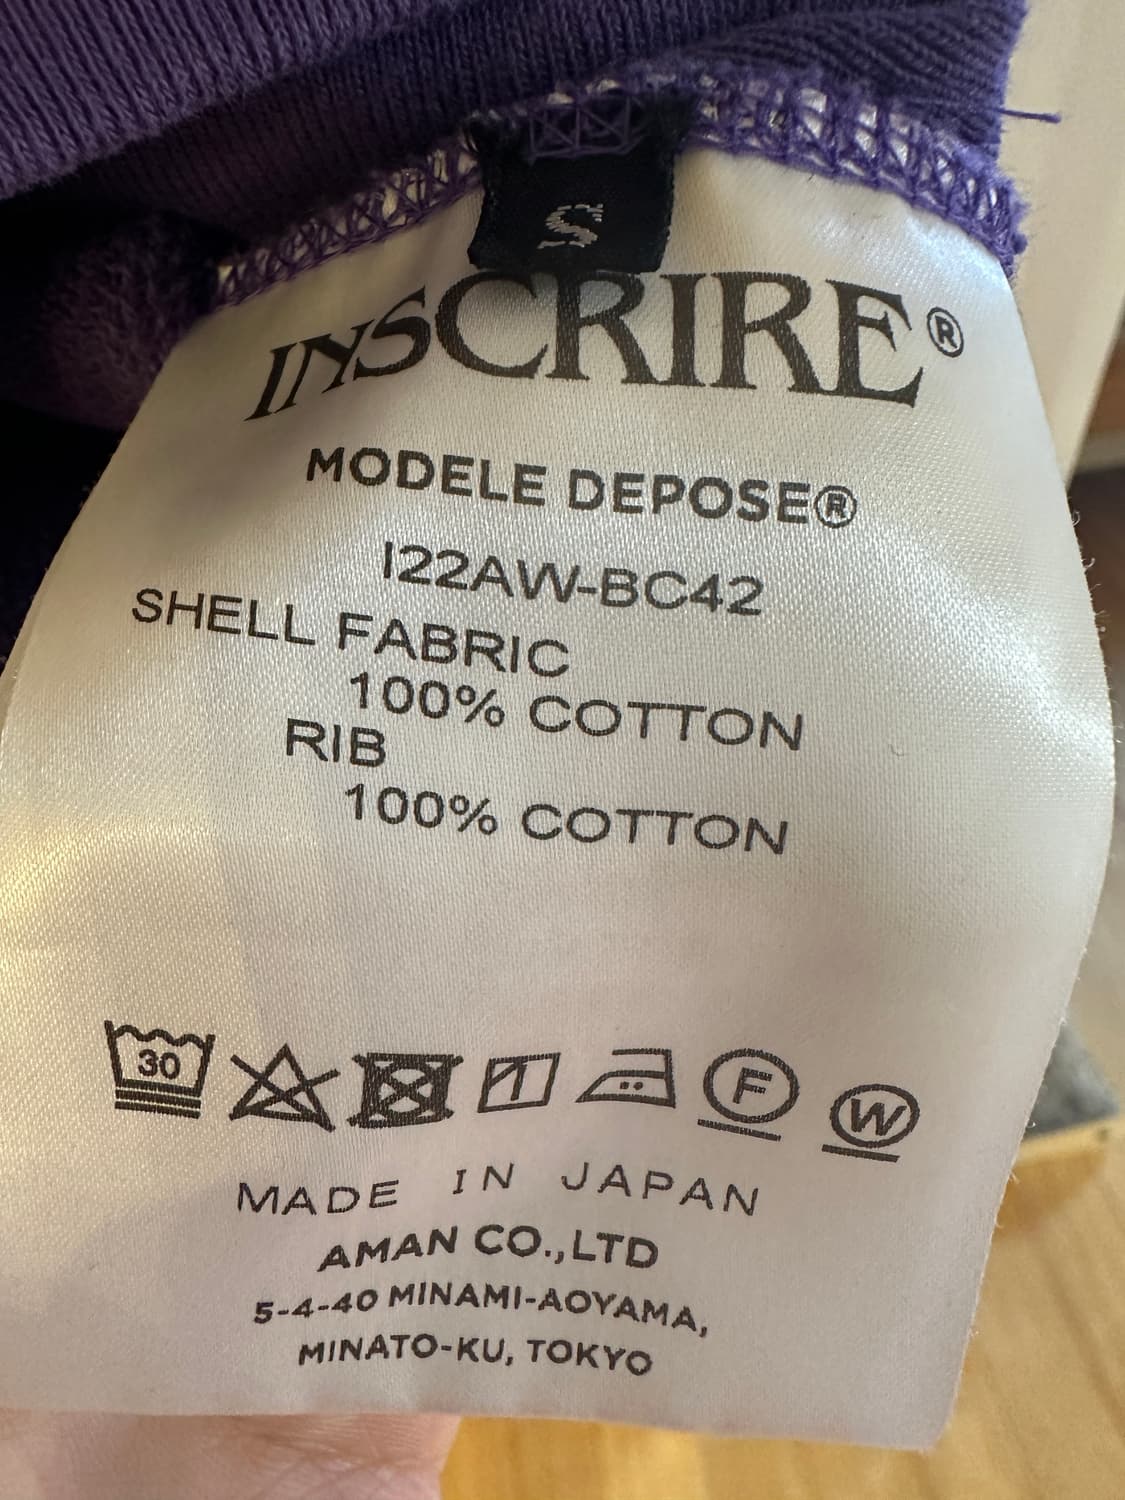 S
INSCRIRE®
MODELE DEPOSE®
I22AW-BC42
SHELL FABRIC
100% COTTON
RIB
100% COTTON
30
F
W
MADE IN JAPAN
AMAN CO.,LTD
5-4-40 MINAMI-AOYAMA,
MINATO-KU, TOKYO